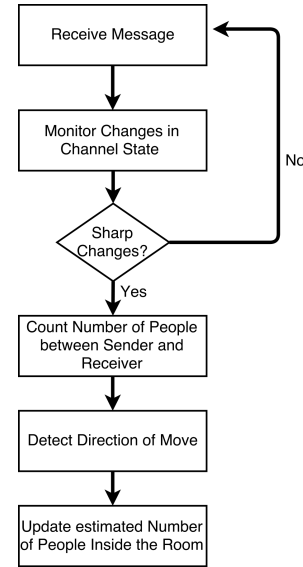 Receive Message
Monitor Changes in
Channel State
Sharp
Changes?
No
Yes
Count Number of People
between Sender and
Receiver
Detect Direction of Move
Update estimated Number
of People Inside the Room